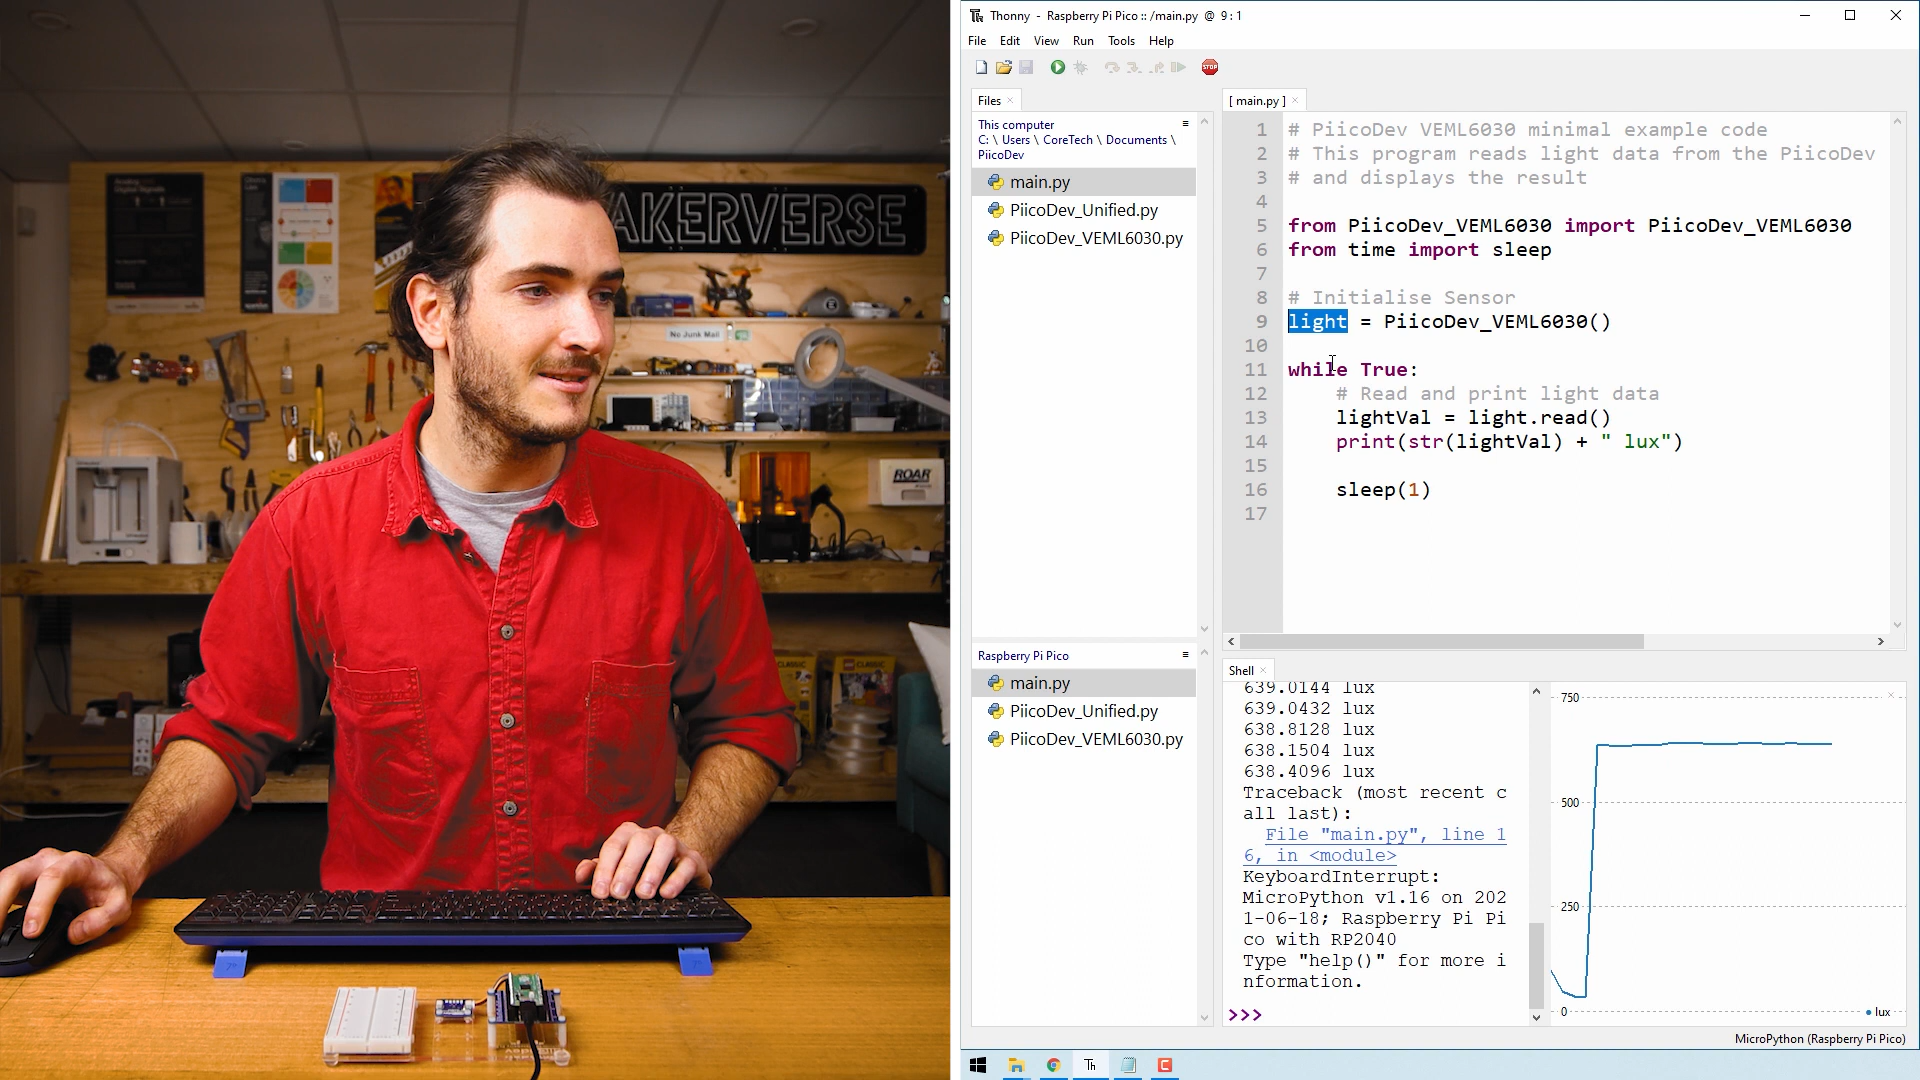 AKERVERSE
No Junk Mail
ROAR
CLASSIC
Thonny - Raspberry Pi Pico :: /main.py @ 9 : 1
File Edit View Run Tools Help
STOP
Files
This computer
C: \ Users \ CoreTech \ Documents \
PiicoDev
main.py
PiicoDev_Unified.py
PiicoDev_VEML6030.py
Raspberry Pi Pico
main.py
PiicoDev_Unified.py
PiicoDev_VEML6030.py
[ main.py ]
1 # PiicoDev VEML6030 minimal example code
2 # This program reads light data from the PiicoDev
3 # and displays the result
4
5 from PiicoDev_VEML6030 import PiicoDev_VEML6030
6 from time import sleep
7
8 # Initialise Sensor
9 light = PiicoDev_VEML6030()
10
11 while True:
12 # Read and print light data
13 lightVal = light.read()
14 print(str(lightVal) + " lux")
15
16 sleep(1)
17
Shell
639.0144 lux
639.0432 lux
638.8128 lux
638.1504 lux
638.4096 lux
Traceback (most recent c
all last):
File "main.py", line 1
6, in <module>
KeyboardInterrupt:
MicroPython v1.16 on 202
1-06-18; Raspberry Pi Pi
co with RP2040
Type "help()" for more i
nformation.
>>>
750
500
250
0
lux
MicroPython (Raspberry Pi Pico)
Th